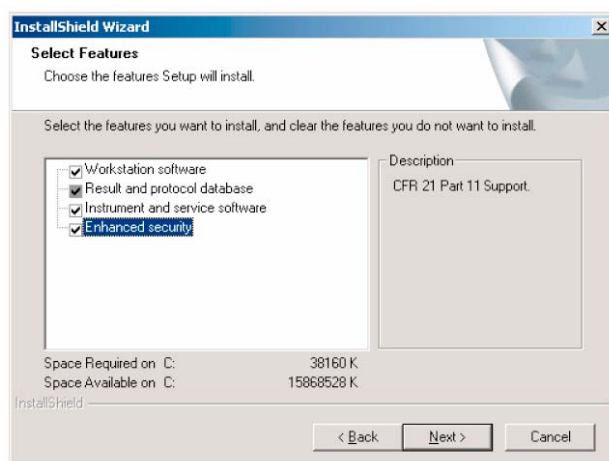 InstallShield Wizard
Select Features
Choose the features Setup will install.
Select the features you want to install, and clear the features you do not want to install.
Workstation software
Result and protocol database
Instrument and service software
Enhanced security
Description
CFR 21 Part 11 Support.
Space Required on C: 38160 K
Space Available on C: 15868528 K
InstallShield
< Back Next > Cancel